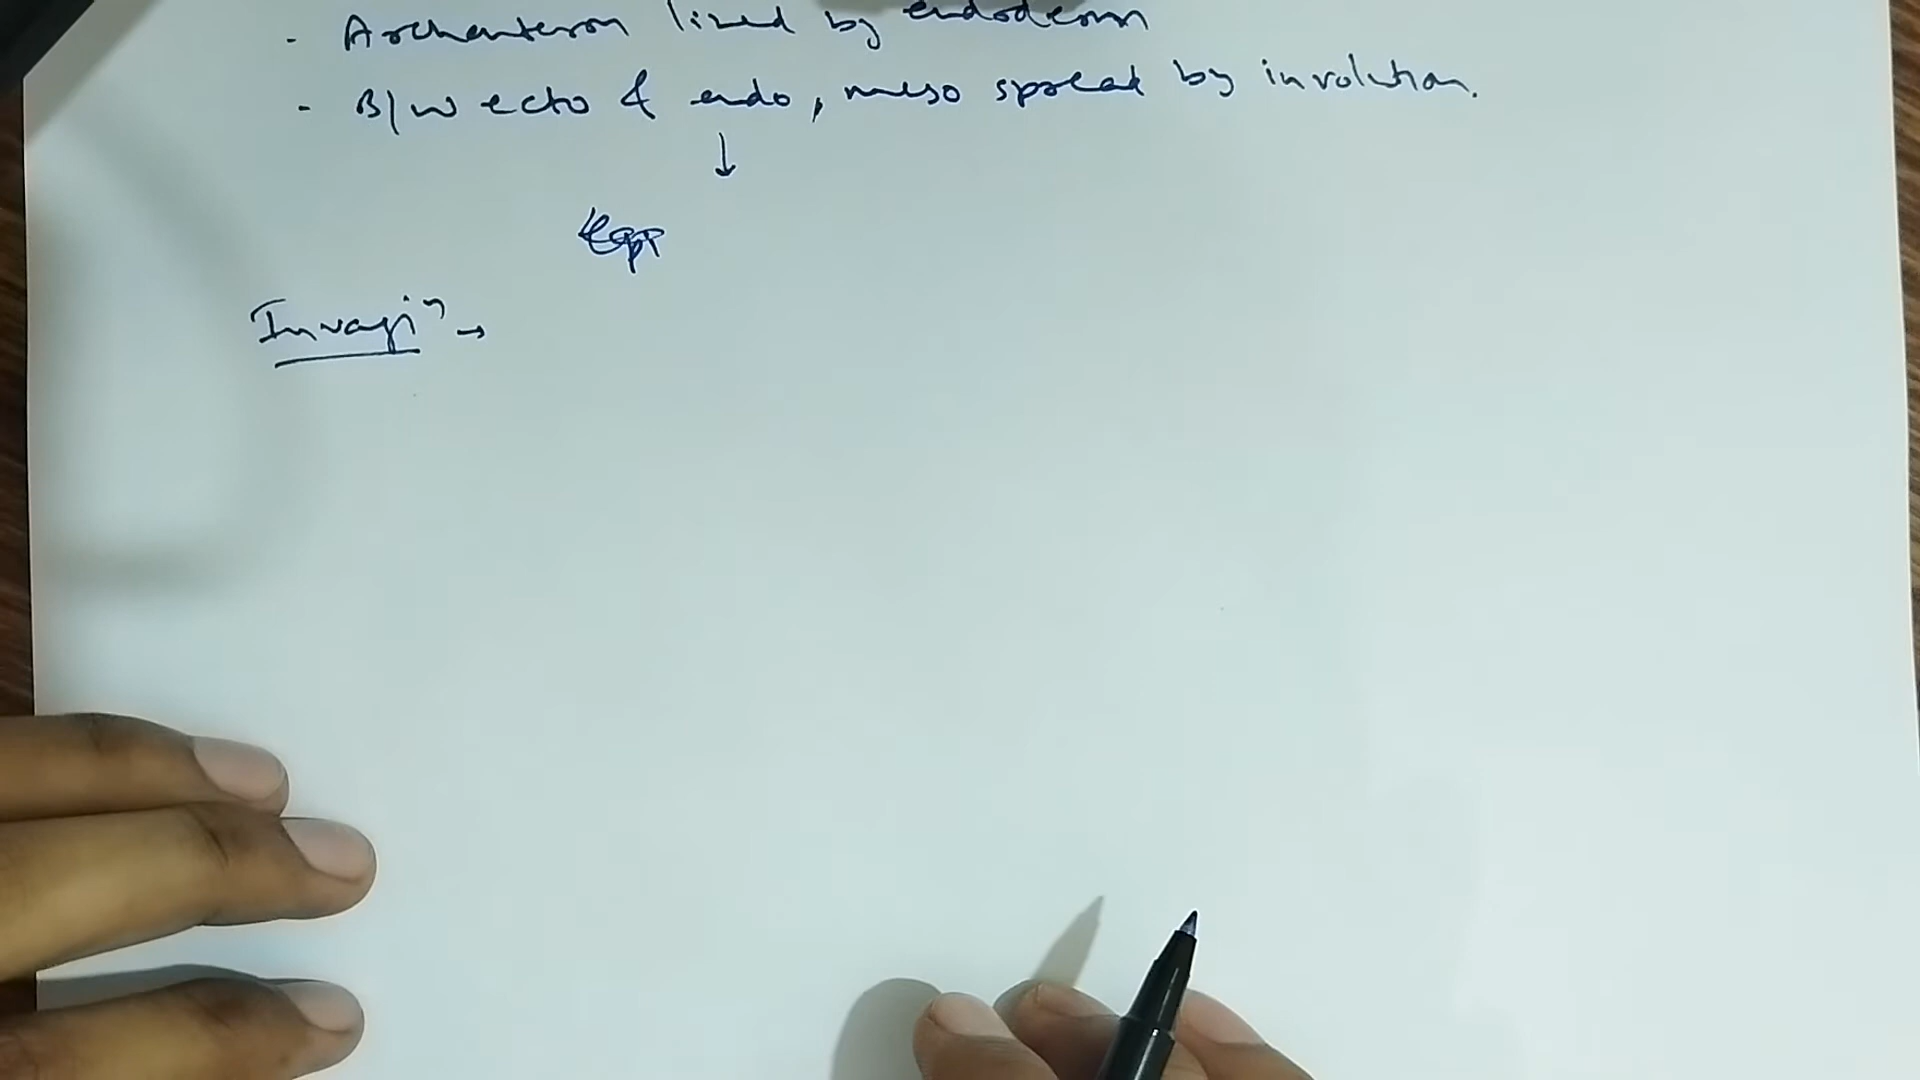 - Archenteron lined by endoderm
- B/w ecto & endo, meso spread by involution.
↓
Invagiⁿ →